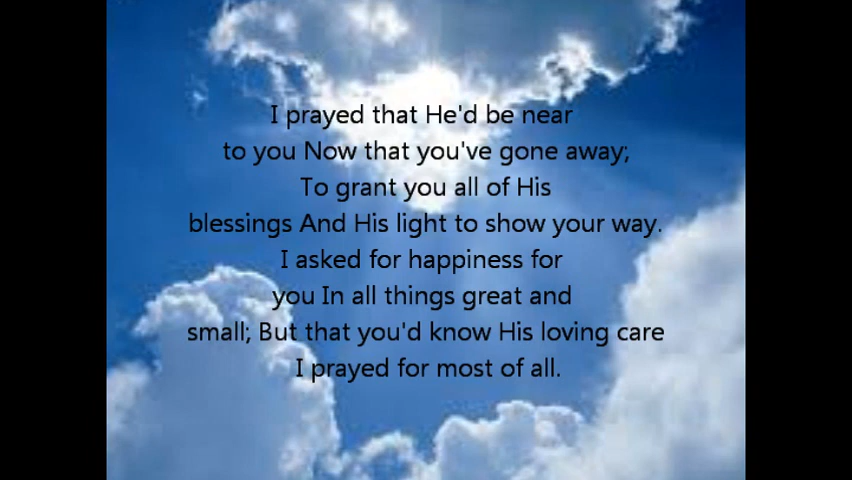 I prayed that He'd be near
to you Now that you've gone away;
To grant you all of His
blessings And His light to show your way.
I asked for happiness for
you In all things great and
small; But that you'd know His loving care
I prayed for most of all.